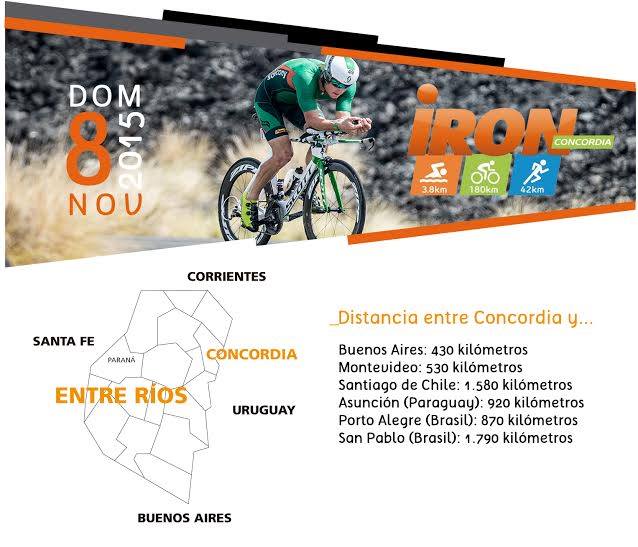 DOM
8
NOV
2015
iRON
CONCORDIA
3.8km
180km
42km
CORRIENTES
SANTA FE
PARANÁ
CONCORDIA
ENTRE RÍOS
URUGUAY
BUENOS AIRES
_Distancia entre Concordia y...
Buenos Aires: 430 kilómetros
Montevideo: 530 kilómetros
Santiago de Chile: 1.580 kilómetros
Asunción (Paraguay): 920 kilómetros
Porto Alegre (Brasil): 870 kilómetros
San Pablo (Brasil): 1.790 kilómetros